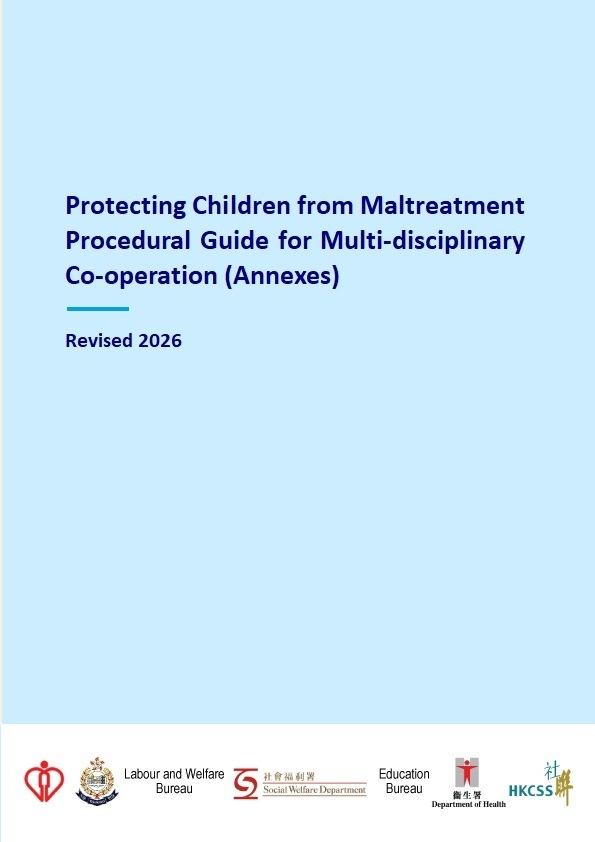 Protecting Children from Maltreatment
Procedural Guide for Multi-disciplinary
Co-operation (Annexes)
Revised 2026
Labour and Welfare
Bureau
社會福利署
Social Welfare Department
Education
Bureau
衞生署
Department of Health
社聯
HKCSS